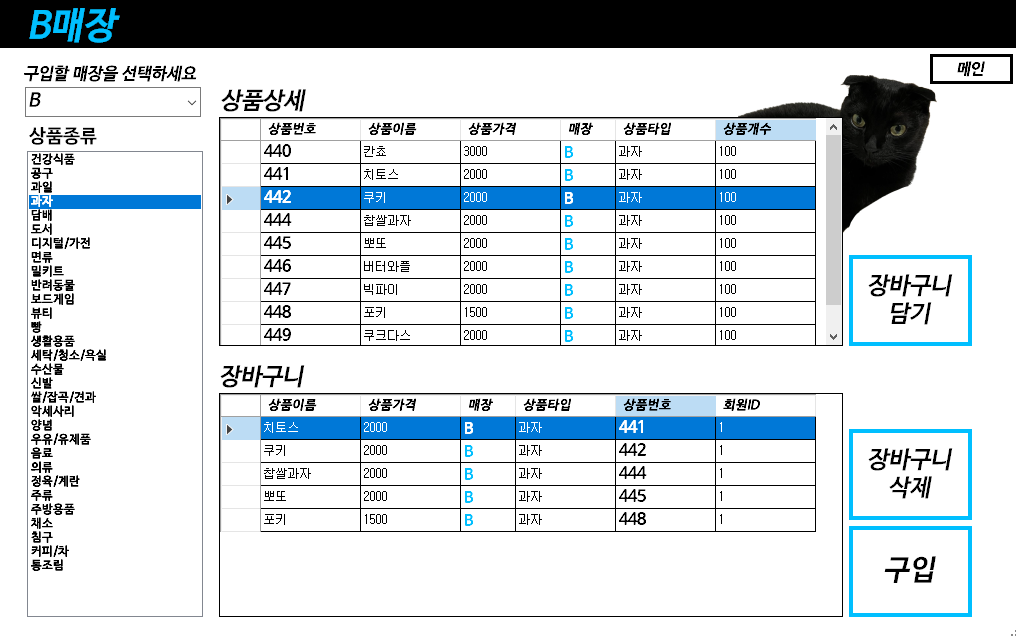 B매장
구입할 매장을 선택하세요
B
메인
상품종류
건강식품
공구
과일
과자
담배
도서
디지털/가전
면류
밀키트
반려동물
보드게임
뷰티
빵
생활용품
세탁/청소/욕실
수산물
신발
쌀/잡곡/견과
악세사리
양념
우유/유제품
음료
의류
정육/계란
주류
주방용품
채소
침구
커피/차
통조림
상품상세
상품번호 상품이름 상품가격 매장 상품타입 상품개수
440 칸쵸 3000 B 과자 100
441 치토스 2000 B 과자 100
442 쿠키 2000 B 과자 100
444 찹쌀과자 2000 B 과자 100
445 뽀또 2000 B 과자 100
446 버터와플 2000 B 과자 100
447 빅파이 2000 B 과자 100
448 포키 1500 B 과자 100
449 쿠크다스 2000 B 과자 100
장바구니
담기
장바구니
상품이름 상품가격 매장 상품타입 상품번호 회원ID
치토스 2000 B 과자 441 1
쿠키 2000 B 과자 442 1
찹쌀과자 2000 B 과자 444 1
뽀또 2000 B 과자 445 1
포키 1500 B 과자 448 1
장바구니
삭제
구입